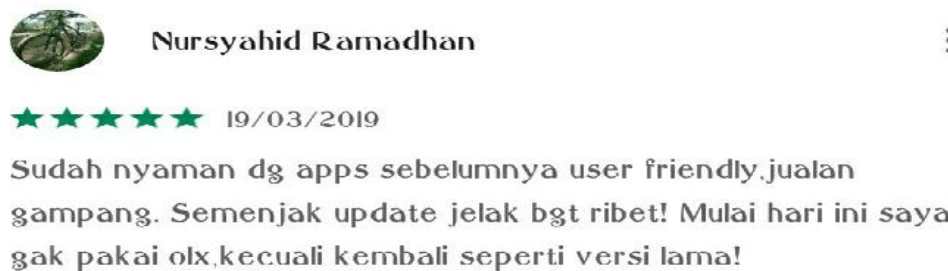 Nursyahid Ramadhan
19/03/2019
Sudah nyaman dg apps sebelumnya user friendly,jualan
gampang. Semenjak update jelak bgt ribet! Mulai hari ini saya
gak pakai olx,kecuali kembali seperti versi lama!